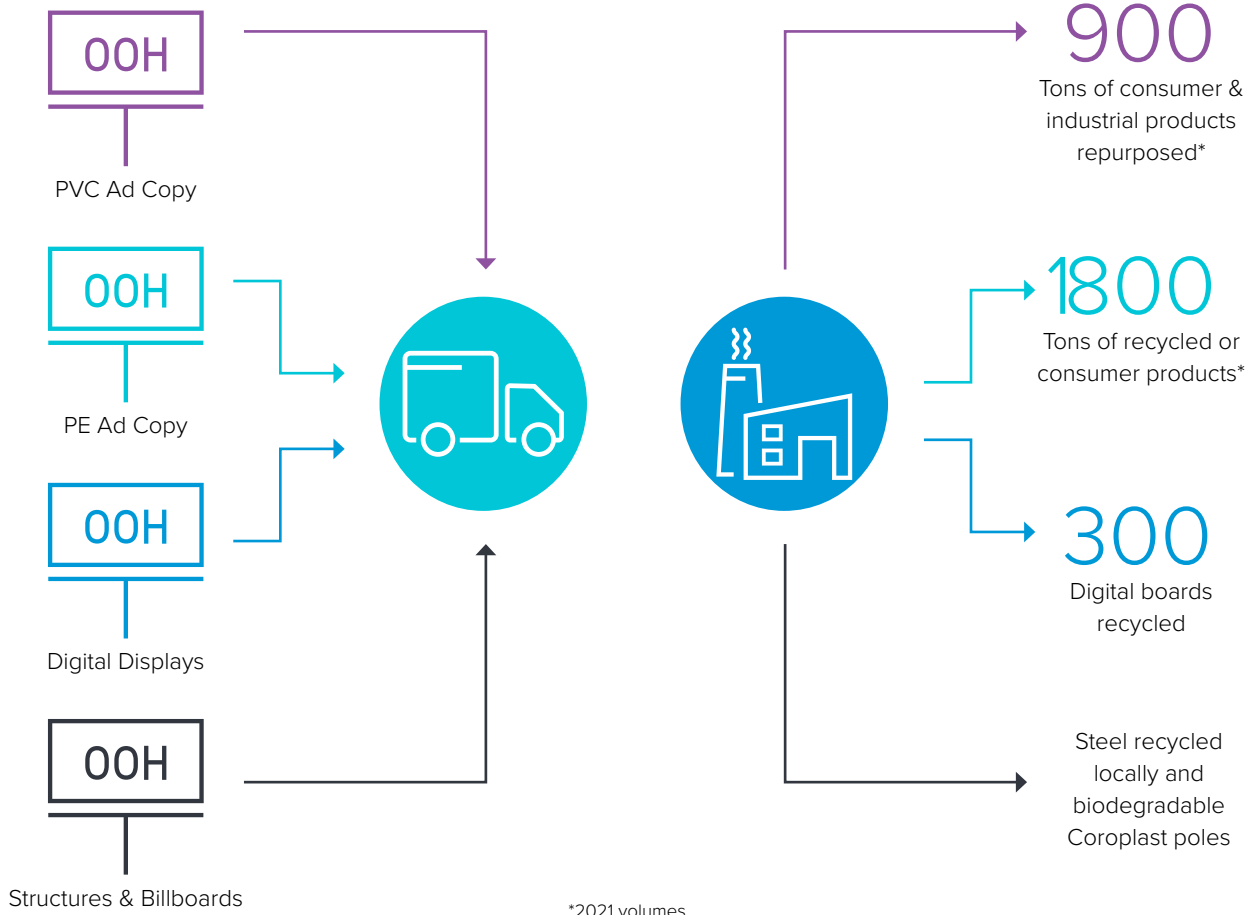 OOH
PVC Ad Copy
OOH
PE Ad Copy
OOH
Digital Displays
OOH
Structures & Billboards
900
Tons of consumer &
industrial products
repurposed*
1800
Tons of recycled or
consumer products*
300
Digital boards
recycled
Steel recycled
locally and
biodegradable
Coroplast poles
*2021 volumes